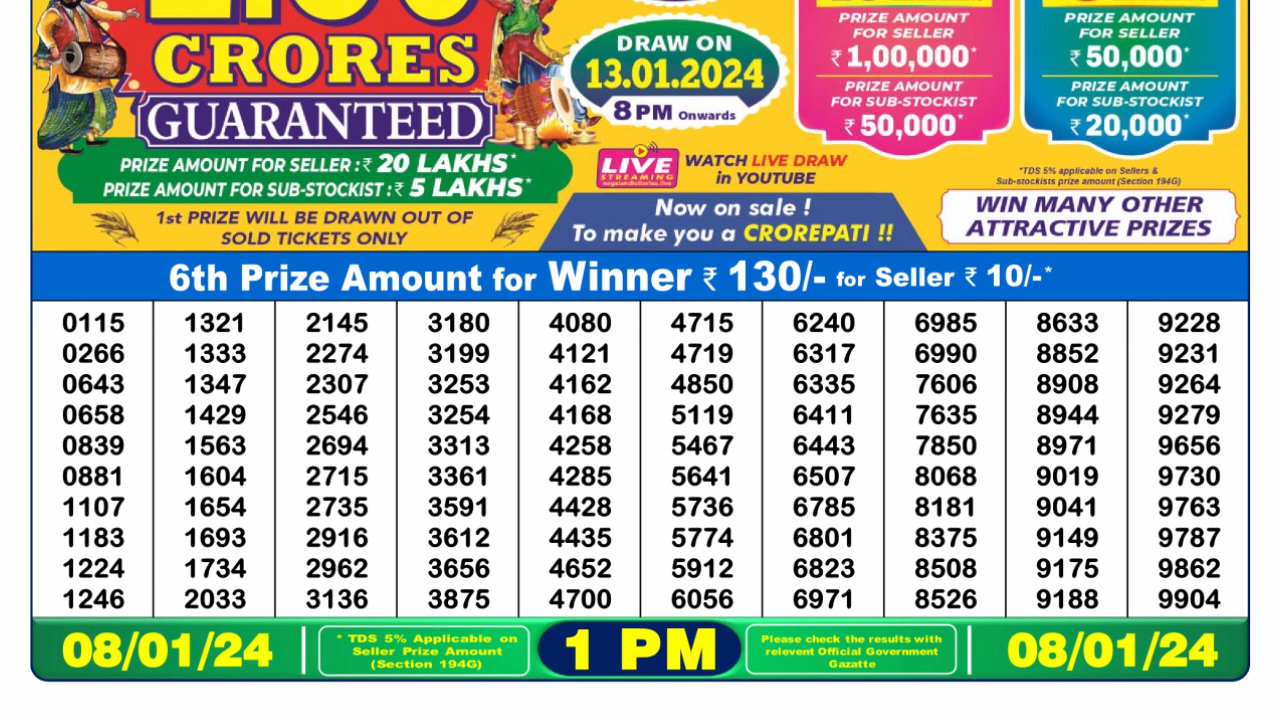 CRORES
GUARANTEED
PRIZE AMOUNT FOR SELLER :₹ 20 LAKHS*
PRIZE AMOUNT FOR SUB-STOCKIST :₹ 5 LAKHS*
1st PRIZE WILL BE DRAWN OUT OF
SOLD TICKETS ONLY
DRAW ON
13.01.2024
8 PM Onwards
LIVE
STREAMING
nagalandlotteries.live
WATCH LIVE DRAW
in YOUTUBE
Now on sale !
To make you a CROREPATI !!
PRIZE AMOUNT
FOR SELLER
₹ 1,00,000*
PRIZE AMOUNT
FOR SUB-STOCKIST
₹ 50,000*
PRIZE AMOUNT
FOR SELLER
₹ 50,000*
PRIZE AMOUNT
FOR SUB-STOCKIST
₹ 20,000*
*TDS 5% applicable on Sellers &
Sub-stockists prize amount (Section 194G)
WIN MANY OTHER
ATTRACTIVE PRIZES
6th Prize Amount for Winner ₹ 130/- for Seller ₹ 10/-*
0115 1321 2145 3180 4080 4715 6240 6985 8633 9228
0266 1333 2274 3199 4121 4719 6317 6990 8852 9231
0643 1347 2307 3253 4162 4850 6335 7606 8908 9264
0658 1429 2546 3254 4168 5119 6411 7635 8944 9279
0839 1563 2694 3313 4258 5467 6443 7850 8971 9656
0881 1604 2715 3361 4285 5641 6507 8068 9019 9730
1107 1654 2735 3591 4428 5736 6785 8181 9041 9763
1183 1693 2916 3612 4435 5774 6801 8375 9149 9787
1224 1734 2962 3656 4652 5912 6823 8508 9175 9862
1246 2033 3136 3875 4700 6056 6971 8526 9188 9904
08/01/24
* TDS 5% Applicable on
Seller Prize Amount
(Section 194G)
1 PM
Please check the results with
relevent Official Government
Gazatte
08/01/24